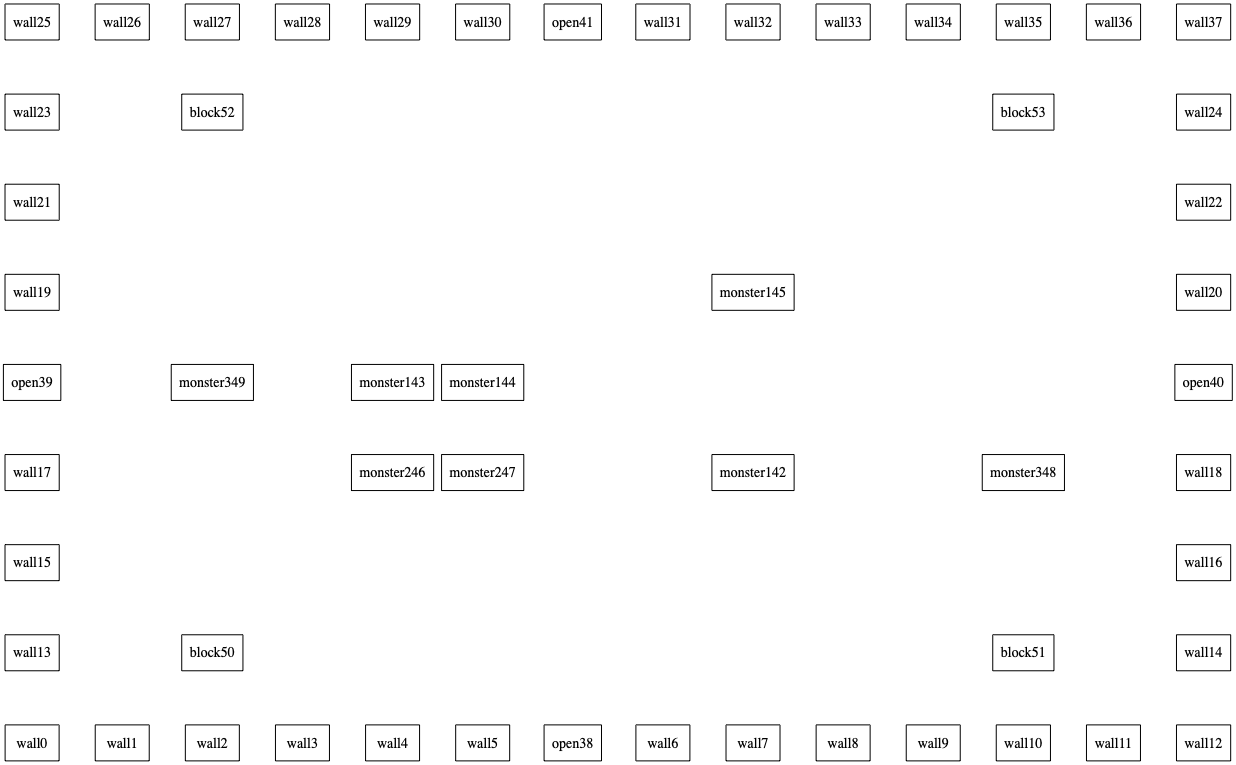 wall25 wall26 wall27 wall28 wall29 wall30 open41 wall31 wall32 wall33 wall34 wall35 wall36 wall37
wall23 block52 block53 wall24
wall21 wall22
wall19 monster145 wall20
open39 monster349 monster143 monster144 open40
wall17 monster246 monster247 monster142 monster348 wall18
wall15 wall16
wall13 block50 block51 wall14
wall0 wall1 wall2 wall3 wall4 wall5 open38 wall6 wall7 wall8 wall9 wall10 wall11 wall12